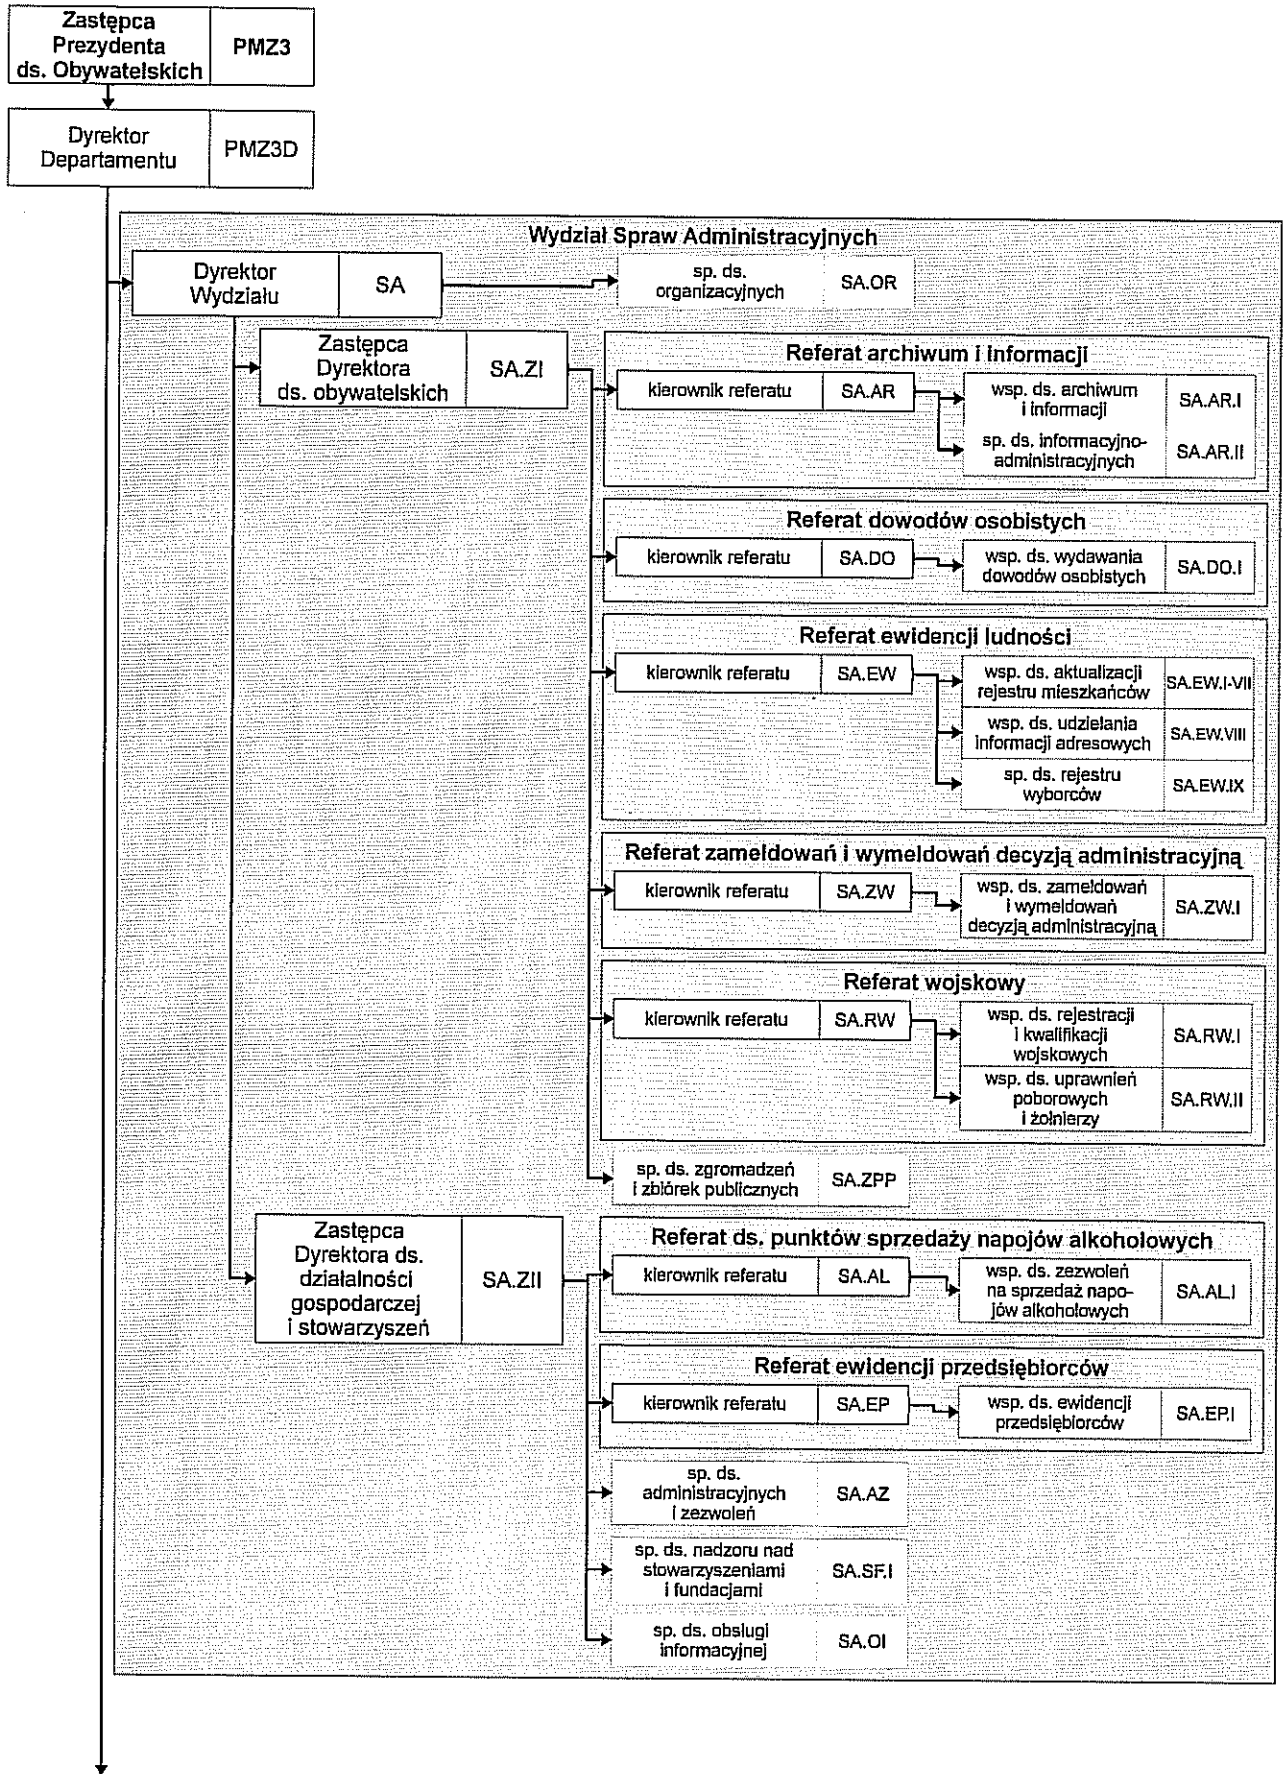 Zastępca
Prezydenta
ds. Obywatelskich
PMZ3
Dyrektor
Departamentu
PMZ3D
Wydział Spraw Administracyjnych
Dyrektor
Wydziału
SA
sp. ds.
organizacyjnych
SA.OR
Zastępca
Dyrektora
ds. obywatelskich
SA.ZI
Referat archiwum i informacji
kierownik referatu
SA.AR
wsp. ds. archiwum
i informacji
SA.AR.I
sp. ds. informacyjno-
administracyjnych
SA.AR.II
Referat dowodów osobistych
kierownik referatu
SA.DO
wsp. ds. wydawania
dowodów osobistych
SA.DO.I
Referat ewidencji ludności
kierownik referatu
SA.EW
wsp. ds. aktualizacji
rejestru mieszkańców
SA.EW.I-VII
wsp. ds. udzielania
informacji adresowych
SA.EW.VIII
sp. ds. rejestru
wyborców
SA.EW.IX
Referat zameldowań i wymeldowań decyzją administracyjną
kierownik referatu
SA.ZW
wsp. ds. zameldowań
i wymeldowań
decyzją administracyjną
SA.ZW.I
Referat wojskowy
kierownik referatu
SA.RW
wsp. ds. rejestracji
i kwalifikacji
wojskowych
SA.RW.I
wsp. ds. uprawnień
poborowych
i żołnierzy
SA.RW.II
sp. ds. zgromadzeń
i zbiórek publicznych
SA.ZPP
Zastępca
Dyrektora ds.
działalności
gospodarczej
i stowarzyszeń
SA.ZII
Referat ds. punktów sprzedaży napojów alkoholowych
kierownik referatu
SA.AL
wsp. ds. zezwoleń
na sprzedaż napo-
jów alkoholowych
SA.AL.I
Referat ewidencji przedsiębiorców
kierownik referatu
SA.EP
wsp. ds. ewidencji
przedsiębiorców
SA.EP.I
sp. ds.
administracyjnych
i zezwoleń
SA.AZ
sp. ds. nadzoru nad
stowarzyszeniami
i fundacjami
SA.SF.I
sp. ds. obsługi
informacyjnej
SA.OI